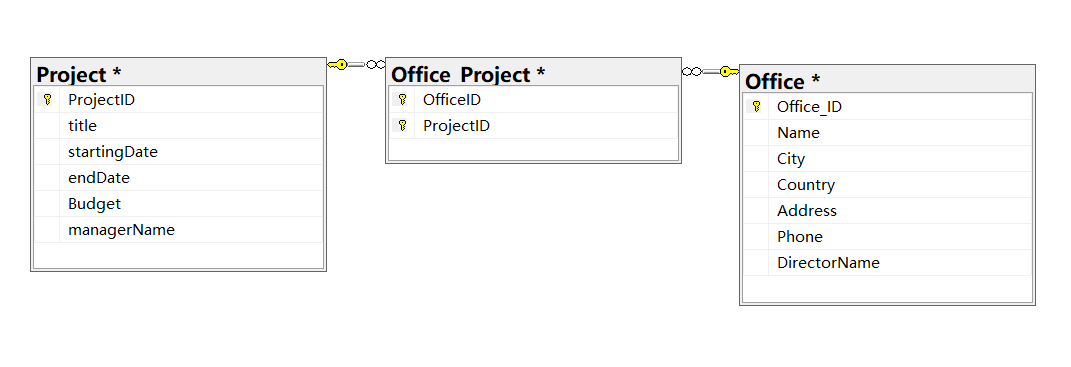 Project *
ProjectID
title
startingDate
endDate
Budget
managerName
Office_Project *
OfficeID
ProjectID
Office *
Office_ID
Name
City
Country
Address
Phone
DirectorName